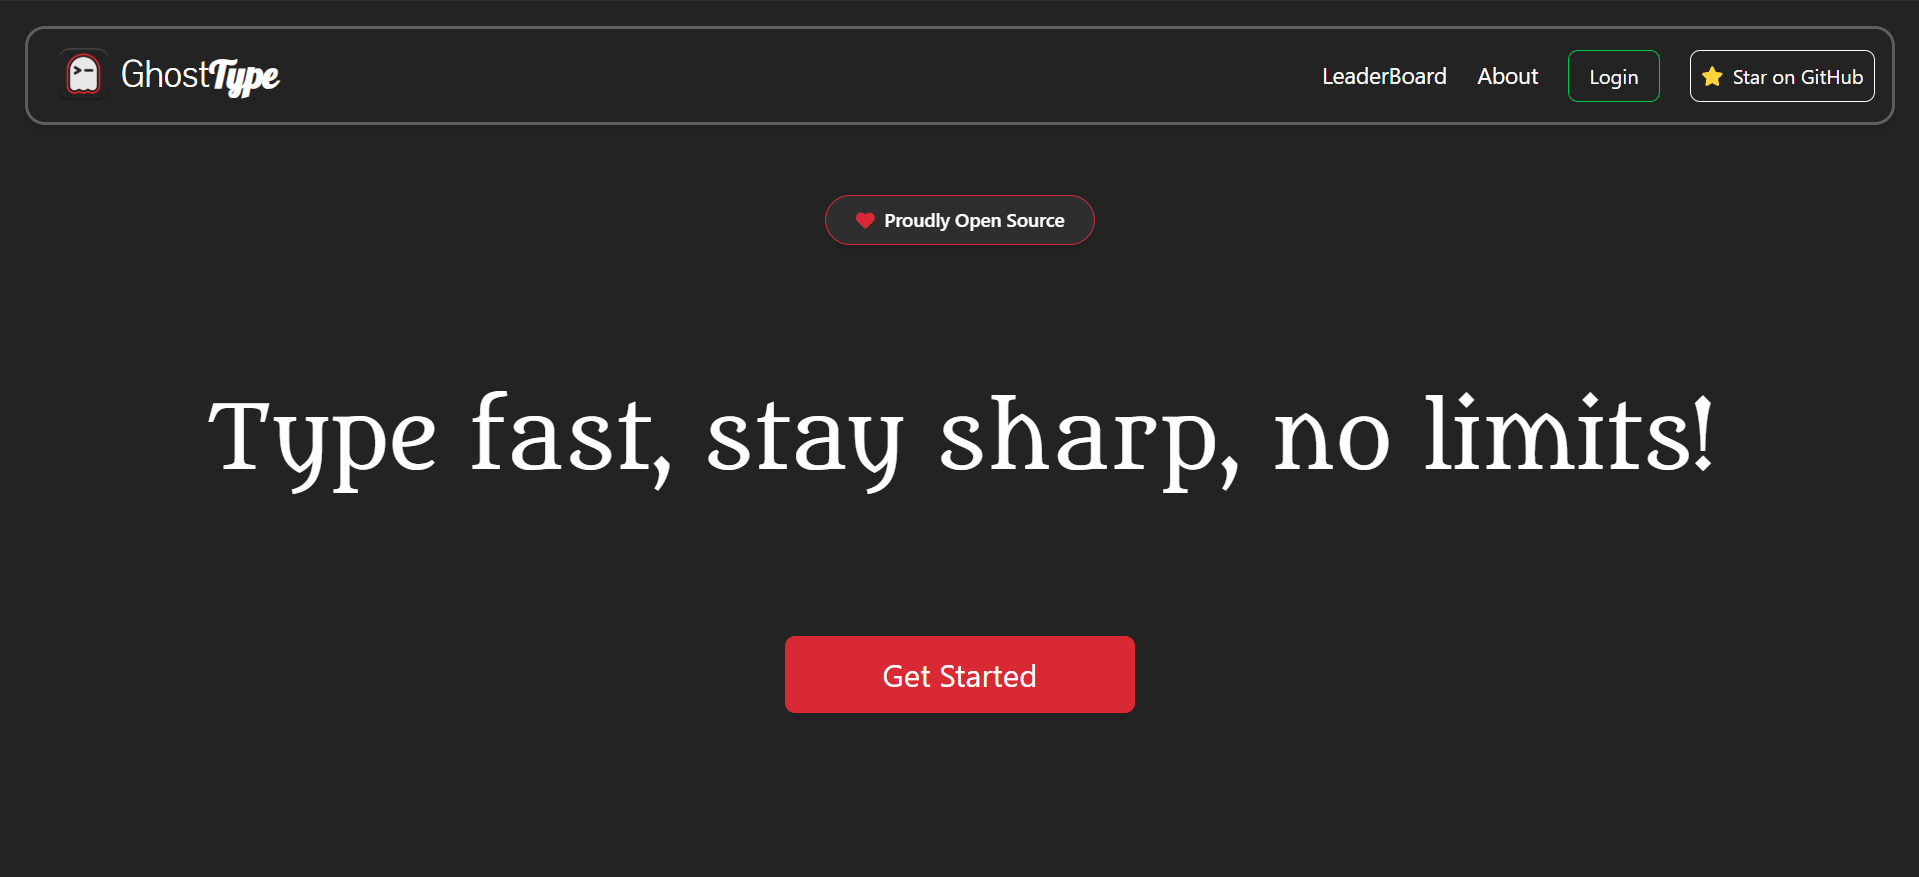 GhostType
LeaderBoard
About
Login
Star on GitHub
Proudly Open Source
Type fast, stay sharp, no limits!
Get Started